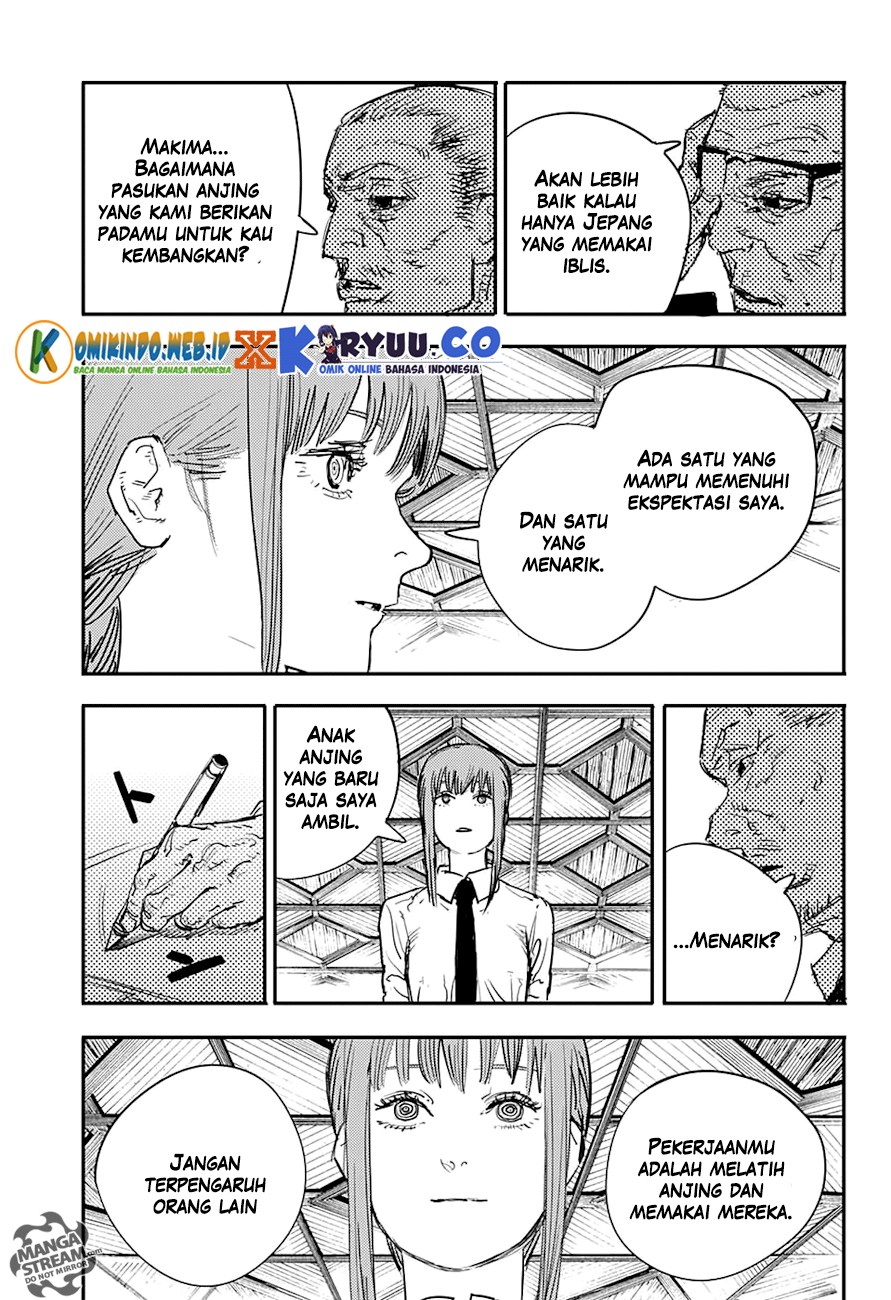 AKAN LEBIH
BAIK KALAU
HANYA JEPANG
YANG MEMAKAI
IBLIS.
MAKIMA...
BAGAIMANA
PASUKAN ANJING
YANG KAMI BERIKAN
PADAMU UNTUK KAU
KEMBANGKAN?
KOMIKINDO.WEB.ID X KIRYUU.CO
BACA MANGA ONLINE BAHASA INDONESIA
OMIK ONLINE BAHASA INDONESIA
ADA SATU YANG
MAMPU MEMENUHI
EKSPEKTASI SAYA.
DAN SATU
YANG
MENARIK.
...MENARIK?
ANAK
ANJING
YANG BARU
SAJA SAYA
AMBIL.
PEKERJAANMU
ADALAH MELATIH
ANJING DAN
MEMAKAI MEREKA.
JANGAN
TERPENGARUH
ORANG LAIN
MANGA
STREAM.com
DO NOT MIRROR